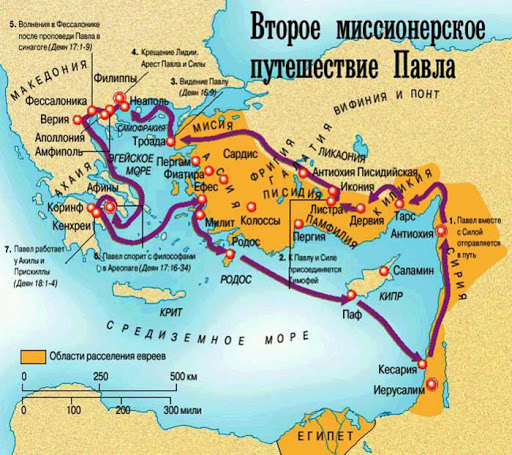 Второе миссионерское
путешествие Павла
5. Волнения в Фессалонике
после проповеди Павла в
синагоге (Деян 17:1-9)
4. Крещение Лидии.
Арест Павла и Силы
3. Видение Павлу
(Деян 16:9)
МАКЕДОНИЯ
Филиппы
Неаполь
Фессалоника
Верия
Аполлония
Амфиполь
САМОФРАКИЯ
Троада
МИСИЯ
ВИФИНИЯ И ПОНТ
ЭГЕЙСКОЕ
МОРЕ
Пергам
Фиатира
Сардис
АСИЯ
ФРИГИЯ
ГАЛАТИЯ
ЛИКАОНИЯ
Антиохия Писидийская
АХАИЯ
Афины
Ефес
ПИСИДИЯ
Икония
КИЛИКИЯ
Коринф
Кенхреи
Милит
Колоссы
Листра
Дервия
Тарс
ПАМФИЛИЯ
Пергия
Антиохия
1. Павел вместе
с Силой
отправляется
в путь
7. Павел работает
у Акилы и
Прискиллы
(Деян 18:1-4)
6. Павел спорит с философами
в Ареопаге (Деян 17:16-34)
Родос
РОДОС
2. К Павлу и Силе
присоединяется
Тимофей
Саламин
КИПР
Паф
СИРИЯ
КРИТ
СРЕДИЗЕМНОЕ МОРЕ
Области расселения евреев
Кесария
Иерусалим
0 250 500 км
0 100 200 300 мили
ЕГИПЕТ